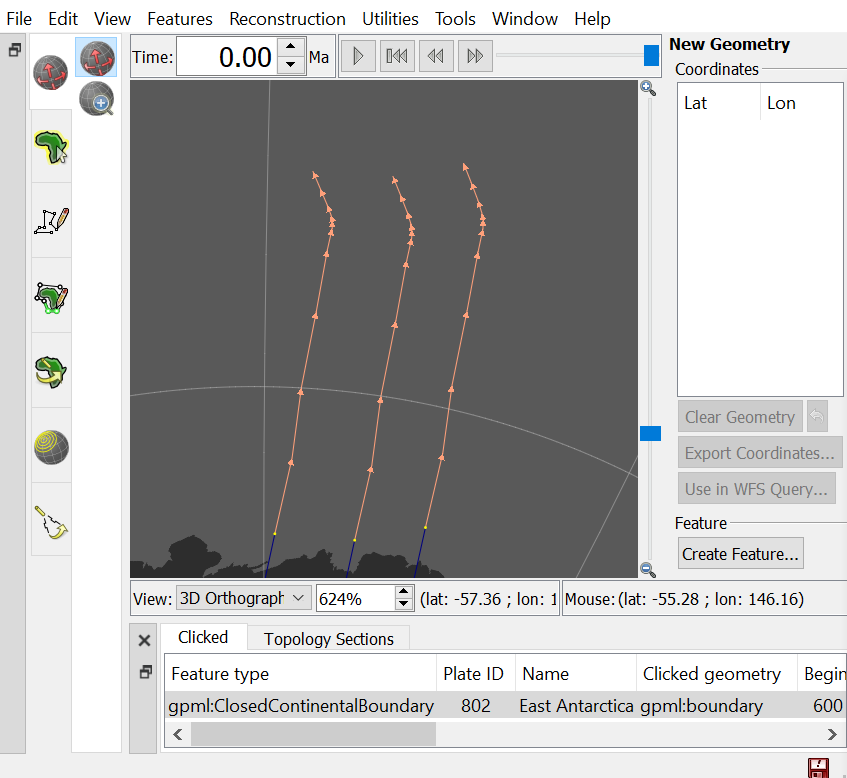 File Edit View Features Reconstruction Utilities Tools Window Help
Time: 0.00 Ma
New Geometry
Coordinates
Lat Lon
Clear Geometry
Export Coordinates...
Use in WFS Query...
Feature
Create Feature...
View: 3D Orthograph 624% (lat: -57.36 ; lon: 1 Mouse: (lat: -55.28 ; lon: 146.16)
Clicked Topology Sections
Feature type Plate ID Name Clicked geometry Begin
gpml:ClosedContinentalBoundary 802 East Antarctica gpml:boundary 600